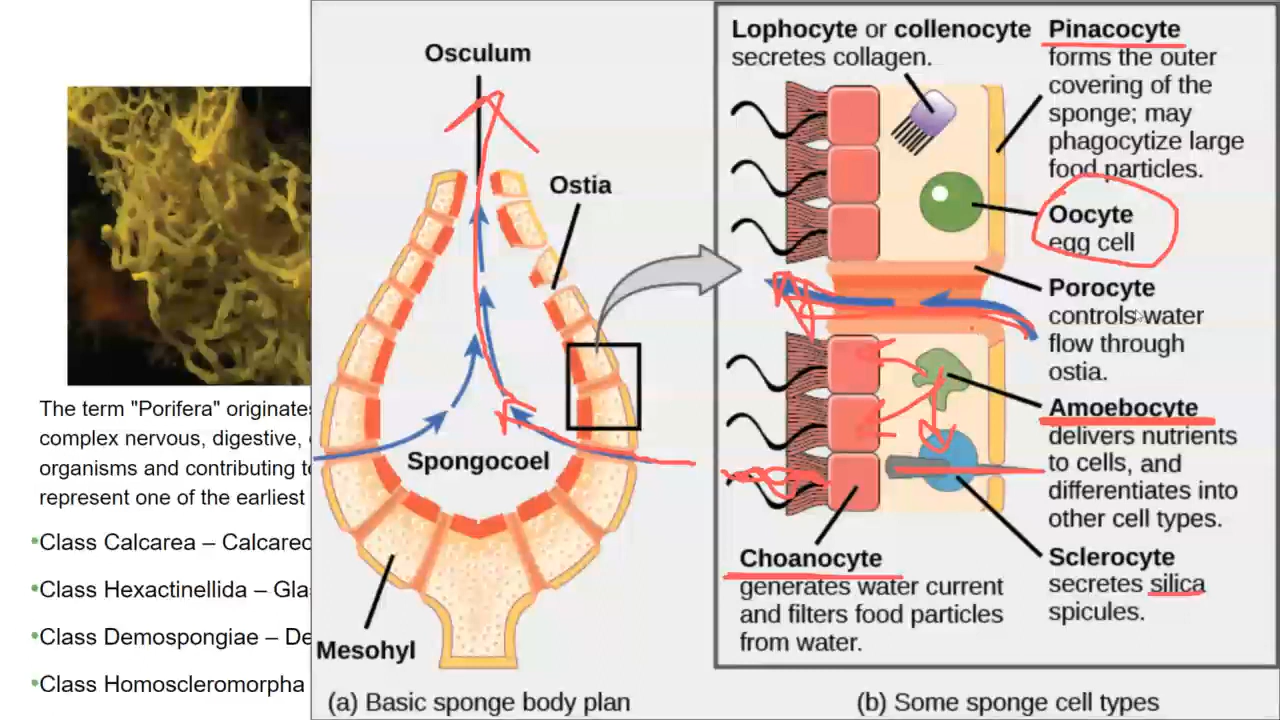 The term "Porifera" originates
complex nervous, digestive,
organisms and contributing to
represent one of the earliest
•Class Calcarea – Calcareo
•Class Hexactinellida – Gla
•Class Demospongiae – De
•Class Homoscleromorpha
Osculum
Ostia
Spongocoel
Mesohyl
(a) Basic sponge body plan
Lophocyte or collenocyte
secretes collagen.
Pinacocyte
forms the outer
covering of the
sponge; may
phagocytize large
food particles.
Oocyte
egg cell
Porocyte
controls water
flow through
ostia.
Amoebocyte
delivers nutrients
to cells, and
differentiates into
other cell types.
Choanocyte
generates water current
and filters food particles
from water.
Sclerocyte
secretes silica
spicules.
(b) Some sponge cell types